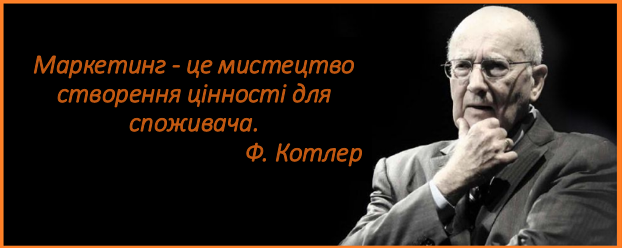 Маркетинг - це мистецтво
створення цінності для
споживача.
Ф. Котлер